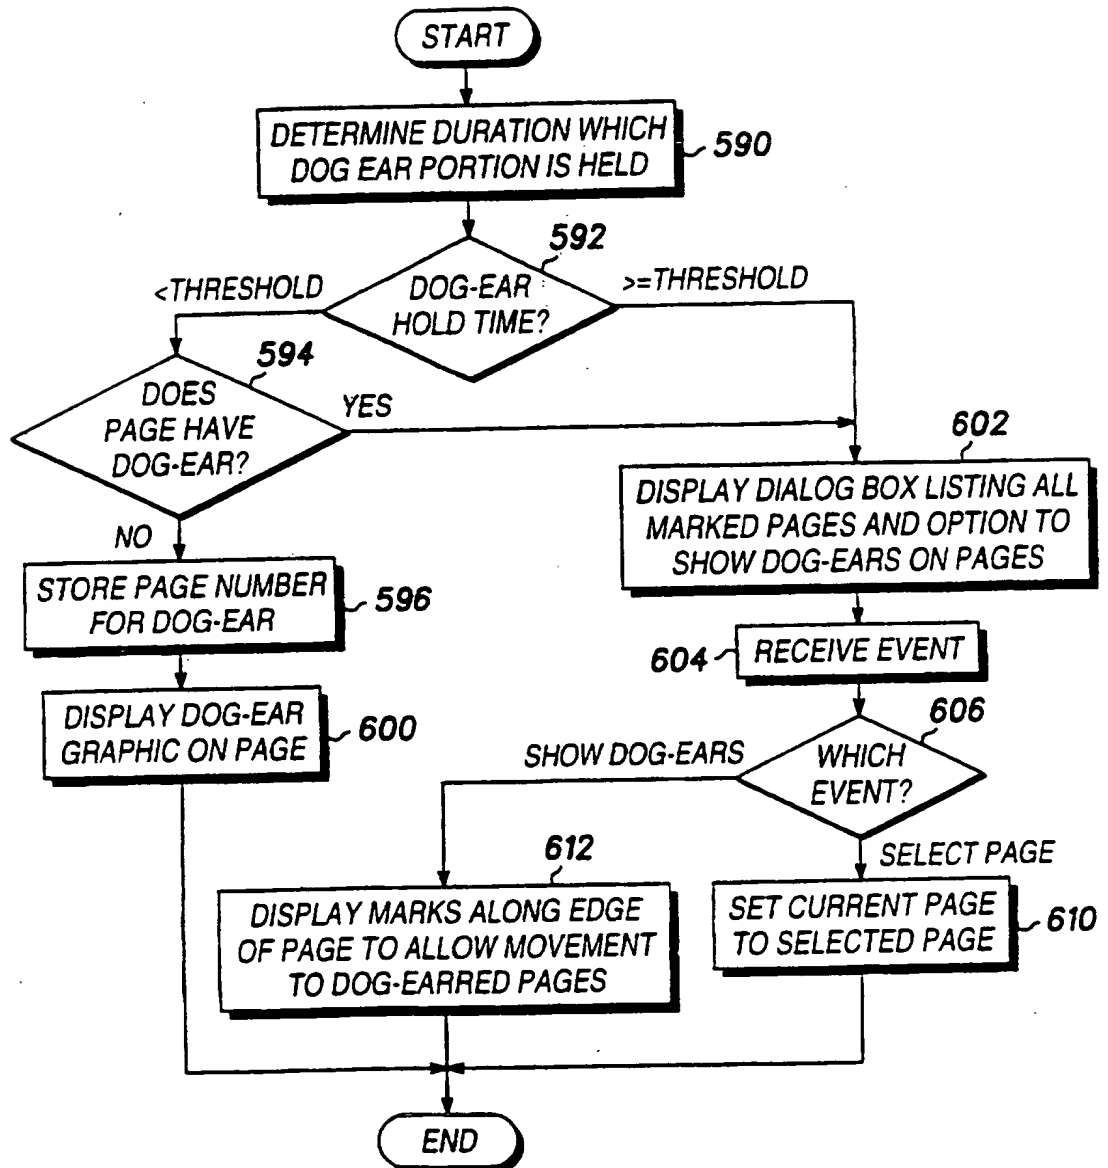 START
DETERMINE DURATION WHICH
DOG EAR PORTION IS HELD
590
592
<THRESHOLD
DOG-EAR
HOLD TIME?
>=THRESHOLD
594
DOES
PAGE HAVE
DOG-EAR?
YES
NO
602
DISPLAY DIALOG BOX LISTING ALL
MARKED PAGES AND OPTION TO
SHOW DOG-EARS ON PAGES
STORE PAGE NUMBER
FOR DOG-EAR
596
604
RECEIVE EVENT
DISPLAY DOG-EAR
GRAPHIC ON PAGE
600
606
SHOW DOG-EARS
WHICH
EVENT?
SELECT PAGE
612
DISPLAY MARKS ALONG EDGE
OF PAGE TO ALLOW MOVEMENT
TO DOG-EARRED PAGES
SET CURRENT PAGE
TO SELECTED PAGE
610
END